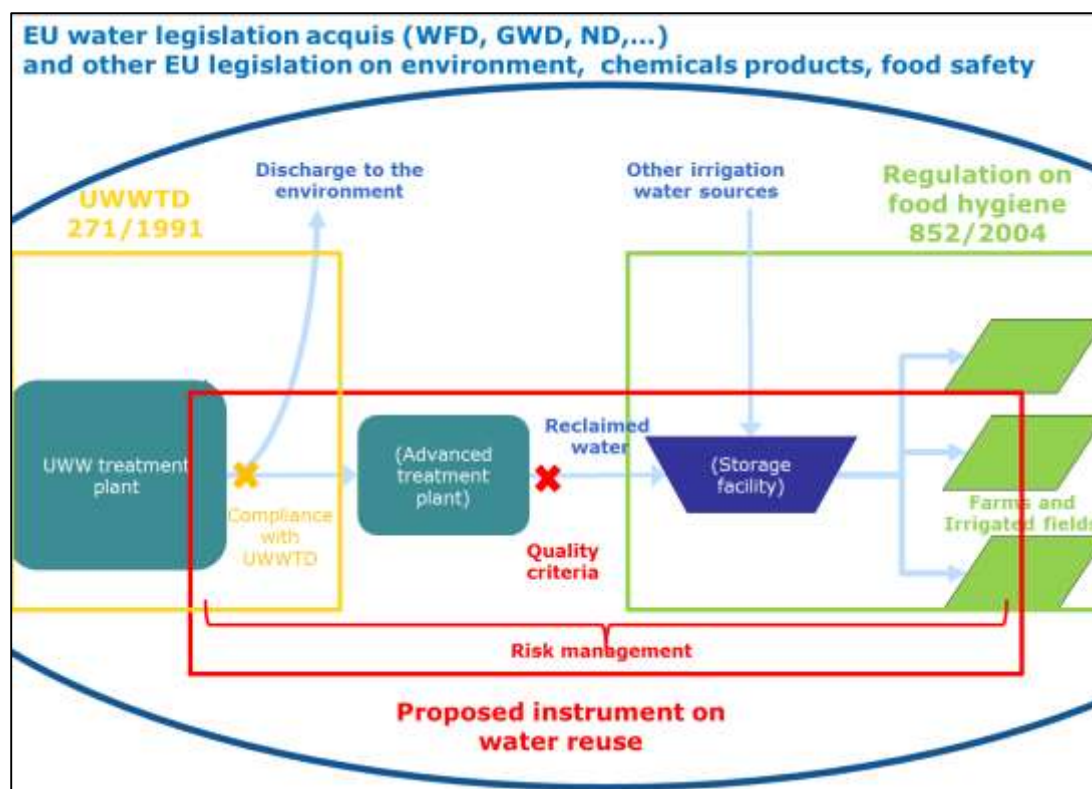 EU water legislation acquis (WFD, GWD, ND,...)
and other EU legislation on environment, chemicals products, food safety
Discharge to the
environment
Other irrigation
water sources
UWWTD
271/1991
Regulation on
food hygiene
852/2004
UWW treatment
plant
Compliance
with
UWWTD
(Advanced
treatment
plant)
Reclaimed
water
Quality
criteria
(Storage
facility)
Farms and
Irrigated fields
Risk management
Proposed instrument on
water reuse